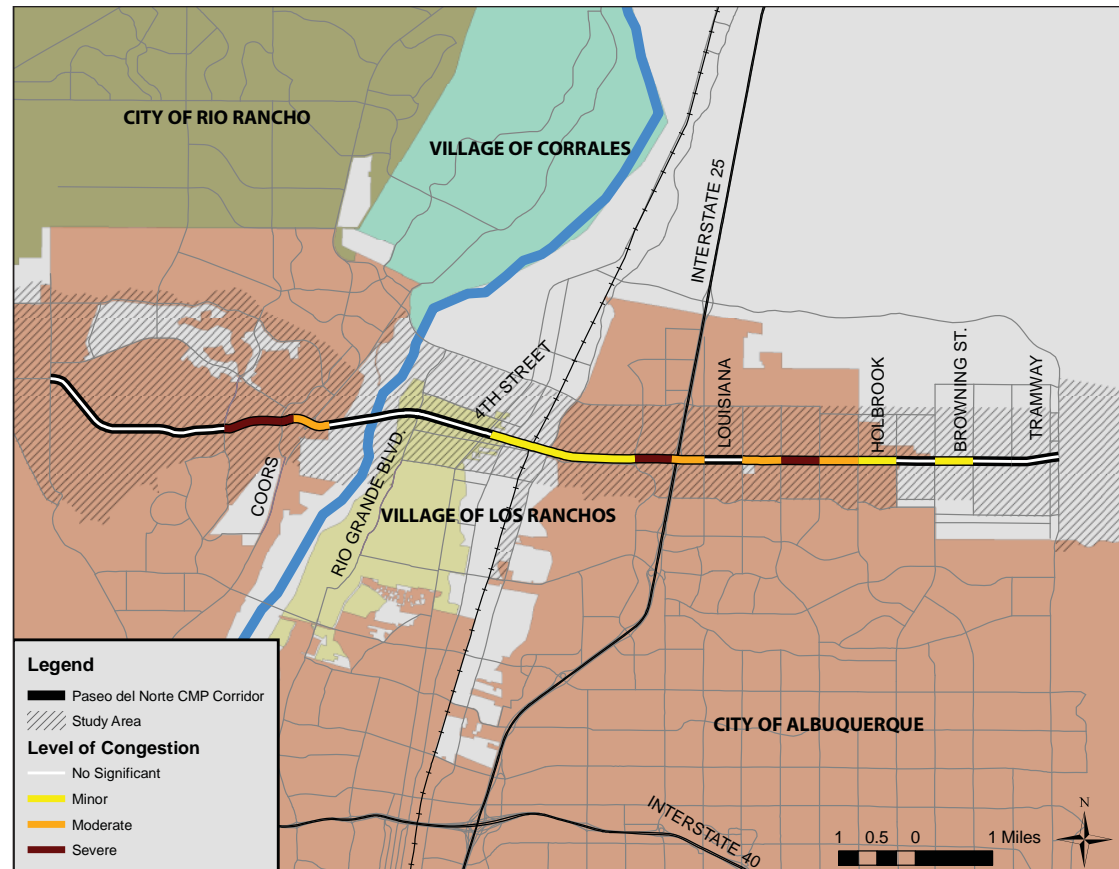 CITY OF RIO RANCHO
VILLAGE OF CORRALES
INTERSTATE 25
4TH STREET
LOUISIANA
HOLBROOK
BROWNING ST.
TRAMWAY
COORS
RIO GRANDE BLVD.
VILLAGE OF LOS RANCHOS
CITY OF ALBUQUERQUE
INTERSTATE 40
Legend
Paseo del Norte CMP Corridor
Study Area
Level of Congestion
No Significant
Minor
Moderate
Severe
1 0.5 0 1 Miles
N